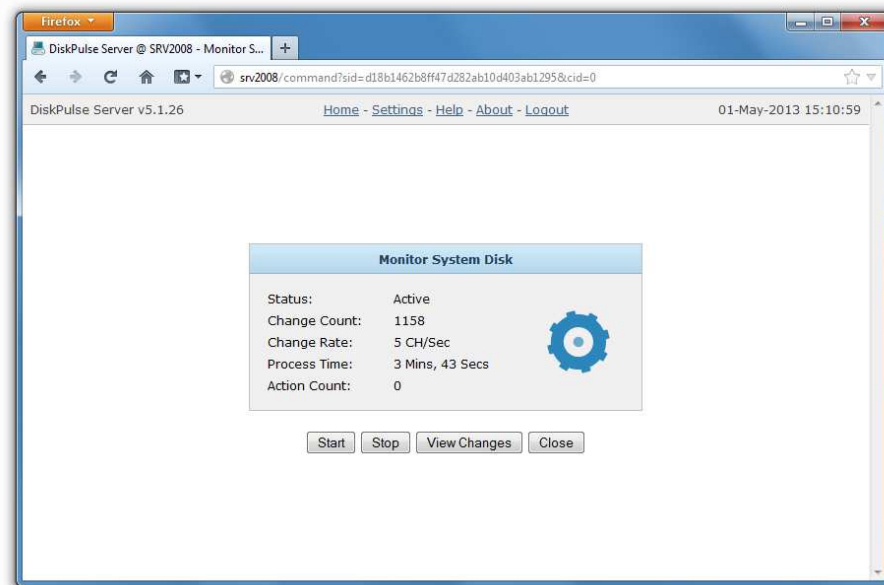 Firefox
DiskPulse Server @ SRV2008 - Monitor S...
srv2008/command?sid=d18b1462b8ff47d282ab10d403ab1295&cid=0
DiskPulse Server v5.1.26 Home - Settings - Help - About - Logout 01-May-2013 15:10:59
Monitor System Disk
Status: Active
Change Count: 1158
Change Rate: 5 CH/Sec
Process Time: 3 Mins, 43 Secs
Action Count: 0
Start Stop View Changes Close